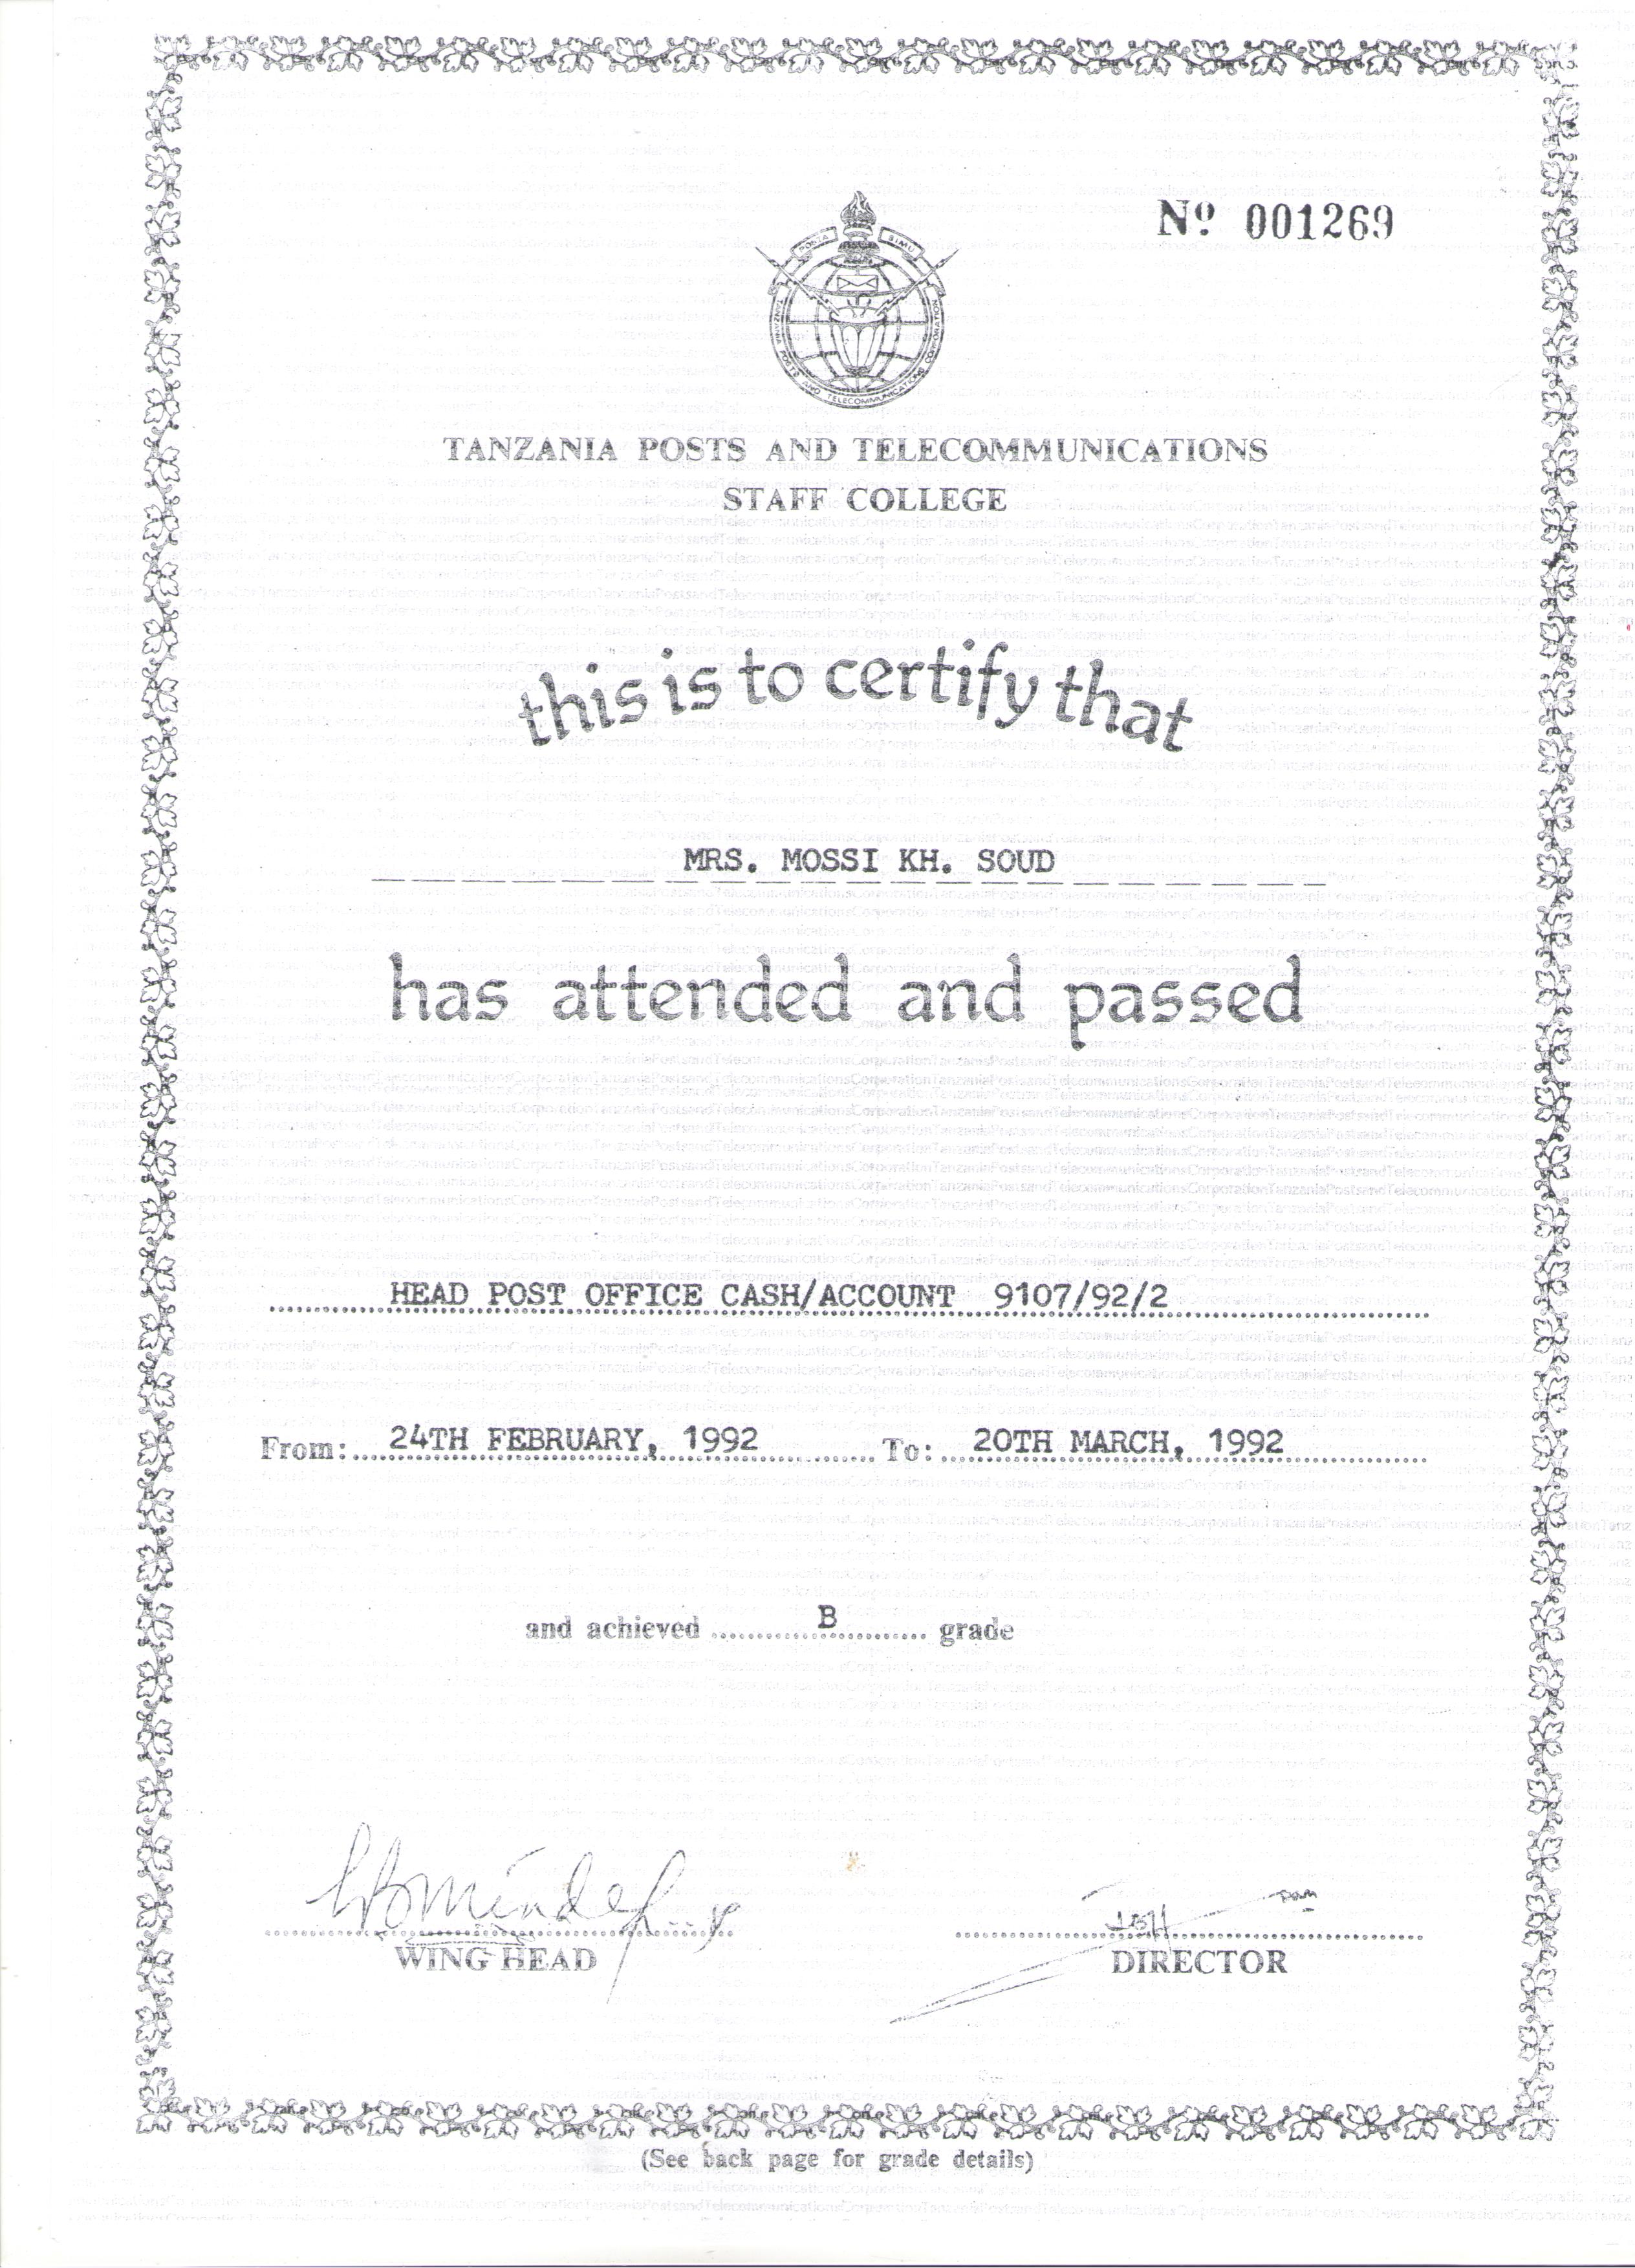 Nº 001269
POSTA SIMU
TANZANIA POSTS AND TELECOMMUNICATIONS CORPORATION
TANZANIA POSTS AND TELECOMMUNICATIONS
STAFF COLLEGE
this is to certify that
MRS. MOSSI KH. SOUD
has attended and passed
HEAD POST OFFICE CASH/ACCOUNT 9107/92/2
From: 24TH FEBRUARY, 1992 To: 20TH MARCH, 1992
and achieved B grade
WING HEAD DIRECTOR
(See back page for grade details)